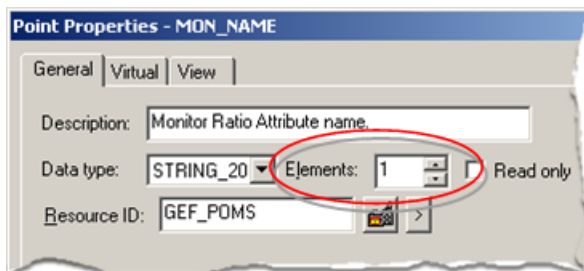 Point Properties - MON_NAME
General Virtual View
Description: Monitor Ratio Attribute name.
Data type: STRING_20 Elements: 1 Read only
Resource ID: GEF_POMS >